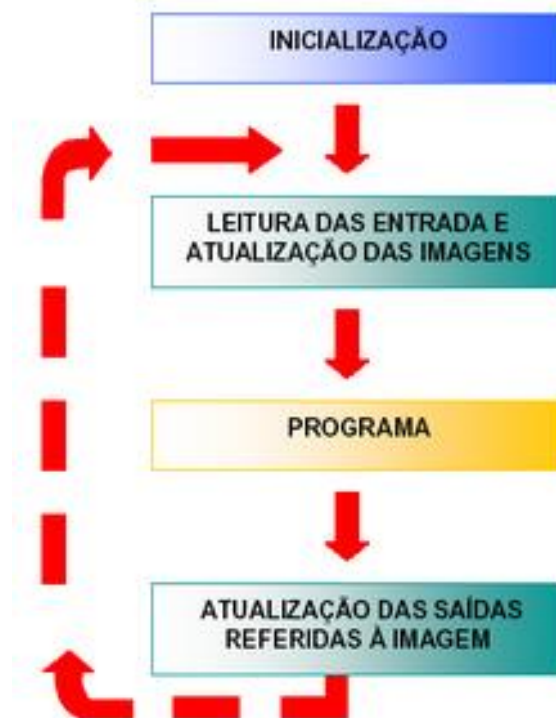 INICIALIZAÇÃO
LEITURA DAS ENTRADA E
ATUALIZAÇÃO DAS IMAGENS
PROGRAMA
ATUALIZAÇÃO DAS SAÍDAS
REFERIDAS À IMAGEM